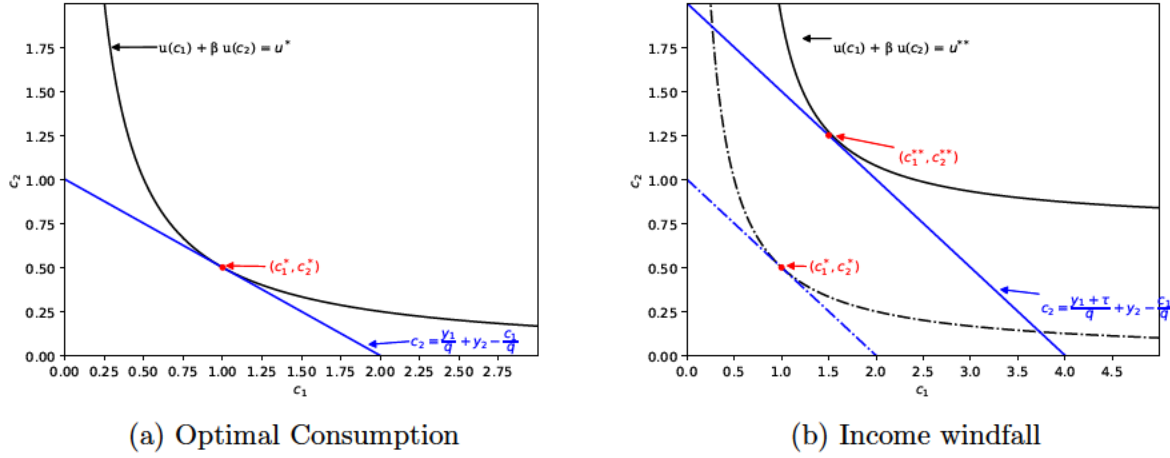 u(c₁) + β u(c₂) = u*
c₂
1.75
1.50
1.25
1.00
0.75
0.50
0.25
0.00
(c₁*, c₂*)
c₂ = y₁/q + y₂ − c₁/q
0.00 0.25 0.50 0.75 1.00 1.25 1.50 1.75 2.00 2.25 2.50 2.75
c₁
(a) Optimal Consumption
u(c₁) + β u(c₂) = u**
c₂
1.75
1.50
1.25
1.00
0.75
0.50
0.25
0.00
(c₁**, c₂**)
(c₁*, c₂*)
c₂ = (y₁ + τ)/q + y₂ − c₁/q
0.0 0.5 1.0 1.5 2.0 2.5 3.0 3.5 4.0 4.5
c₁
(b) Income windfall